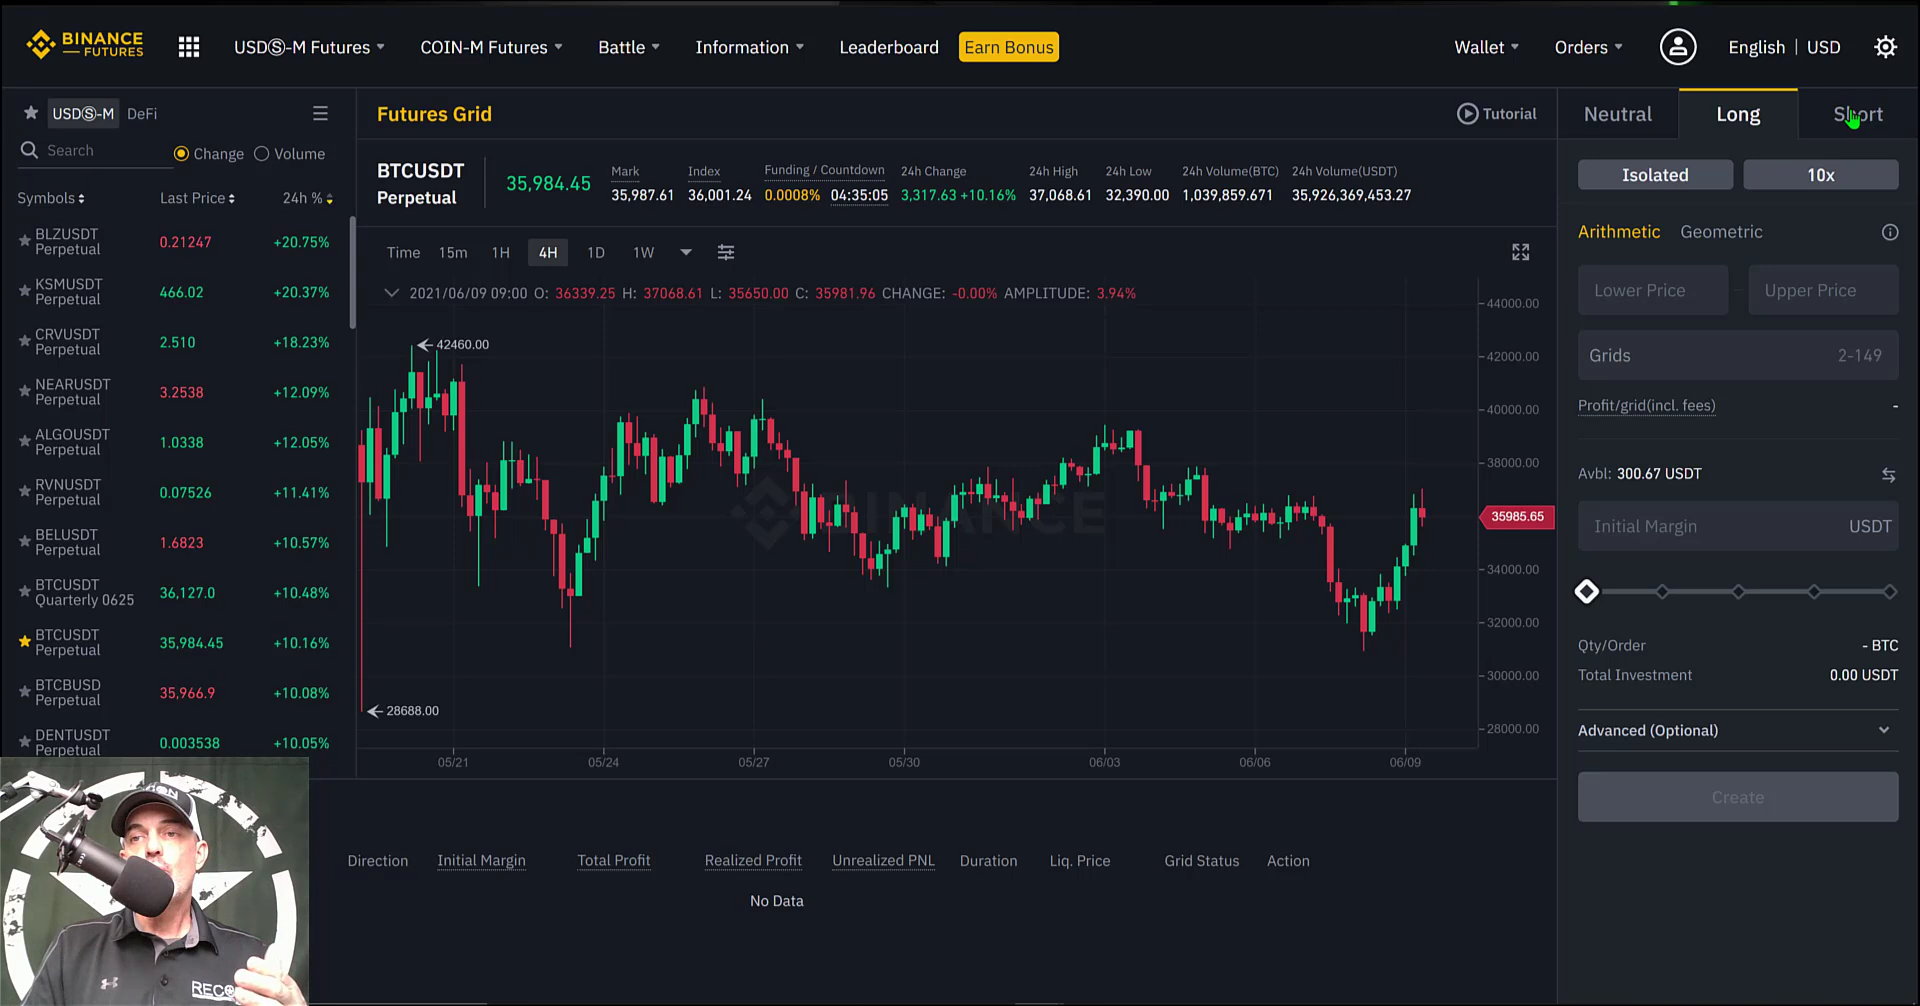 BINANCE
FUTURES
USDⓈ-M Futures
COIN-M Futures
Battle
Information
Leaderboard
Earn Bonus
Wallet
Orders
English | USD
USDⓈ-M
DeFi
Search
Change
Volume
Symbols
Last Price
24h %
BLZUSDT
Perpetual
0.21247
+20.75%
KSMUSDT
Perpetual
466.02
+20.37%
CRVUSDT
Perpetual
2.510
+18.23%
NEARUSDT
Perpetual
3.2538
+12.09%
ALGOUSDT
Perpetual
1.0338
+12.05%
RVNUSDT
Perpetual
0.07526
+11.41%
BELUSDT
Perpetual
1.6823
+10.57%
BTCUSDT
Quarterly 0625
36,127.0
+10.48%
BTCUSDT
Perpetual
35,984.45
+10.16%
BTCBUSD
Perpetual
35,966.9
+10.08%
DENTUSDT
Perpetual
0.003538
+10.05%
Futures Grid
Tutorial
BTCUSDT
Perpetual
35,984.45
Mark
35,987.61
Index
36,001.24
Funding / Countdown
0.0008% 04:35:05
24h Change
3,317.63 +10.16%
24h High
37,068.61
24h Low
32,390.00
24h Volume(BTC)
1,039,859.671
24h Volume(USDT)
35,926,369,453.27
Time 15m 1H 4H 1D 1W
2021/06/09 09:00 O: 36339.25 H: 37068.61 L: 35650.00 C: 35981.96 CHANGE: -0.00% AMPLITUDE: 3.94%
44000.00
42000.00
40000.00
38000.00
35985.65
34000.00
32000.00
30000.00
28000.00
42460.00
28688.00
BINANCE
05/21 05/24 05/27 05/30 06/03 06/06 06/09
Direction Initial Margin Total Profit Realized Profit Unrealized PNL Duration Liq. Price Grid Status Action
No Data
Neutral
Long
Short
Isolated
10x
Arithmetic
Geometric
Lower Price - Upper Price
Grids 2-149
Profit/grid(incl. fees) -
Avbl: 300.67 USDT
Initial Margin USDT
Qty/Order - BTC
Total Investment 0.00 USDT
Advanced (Optional)
Create